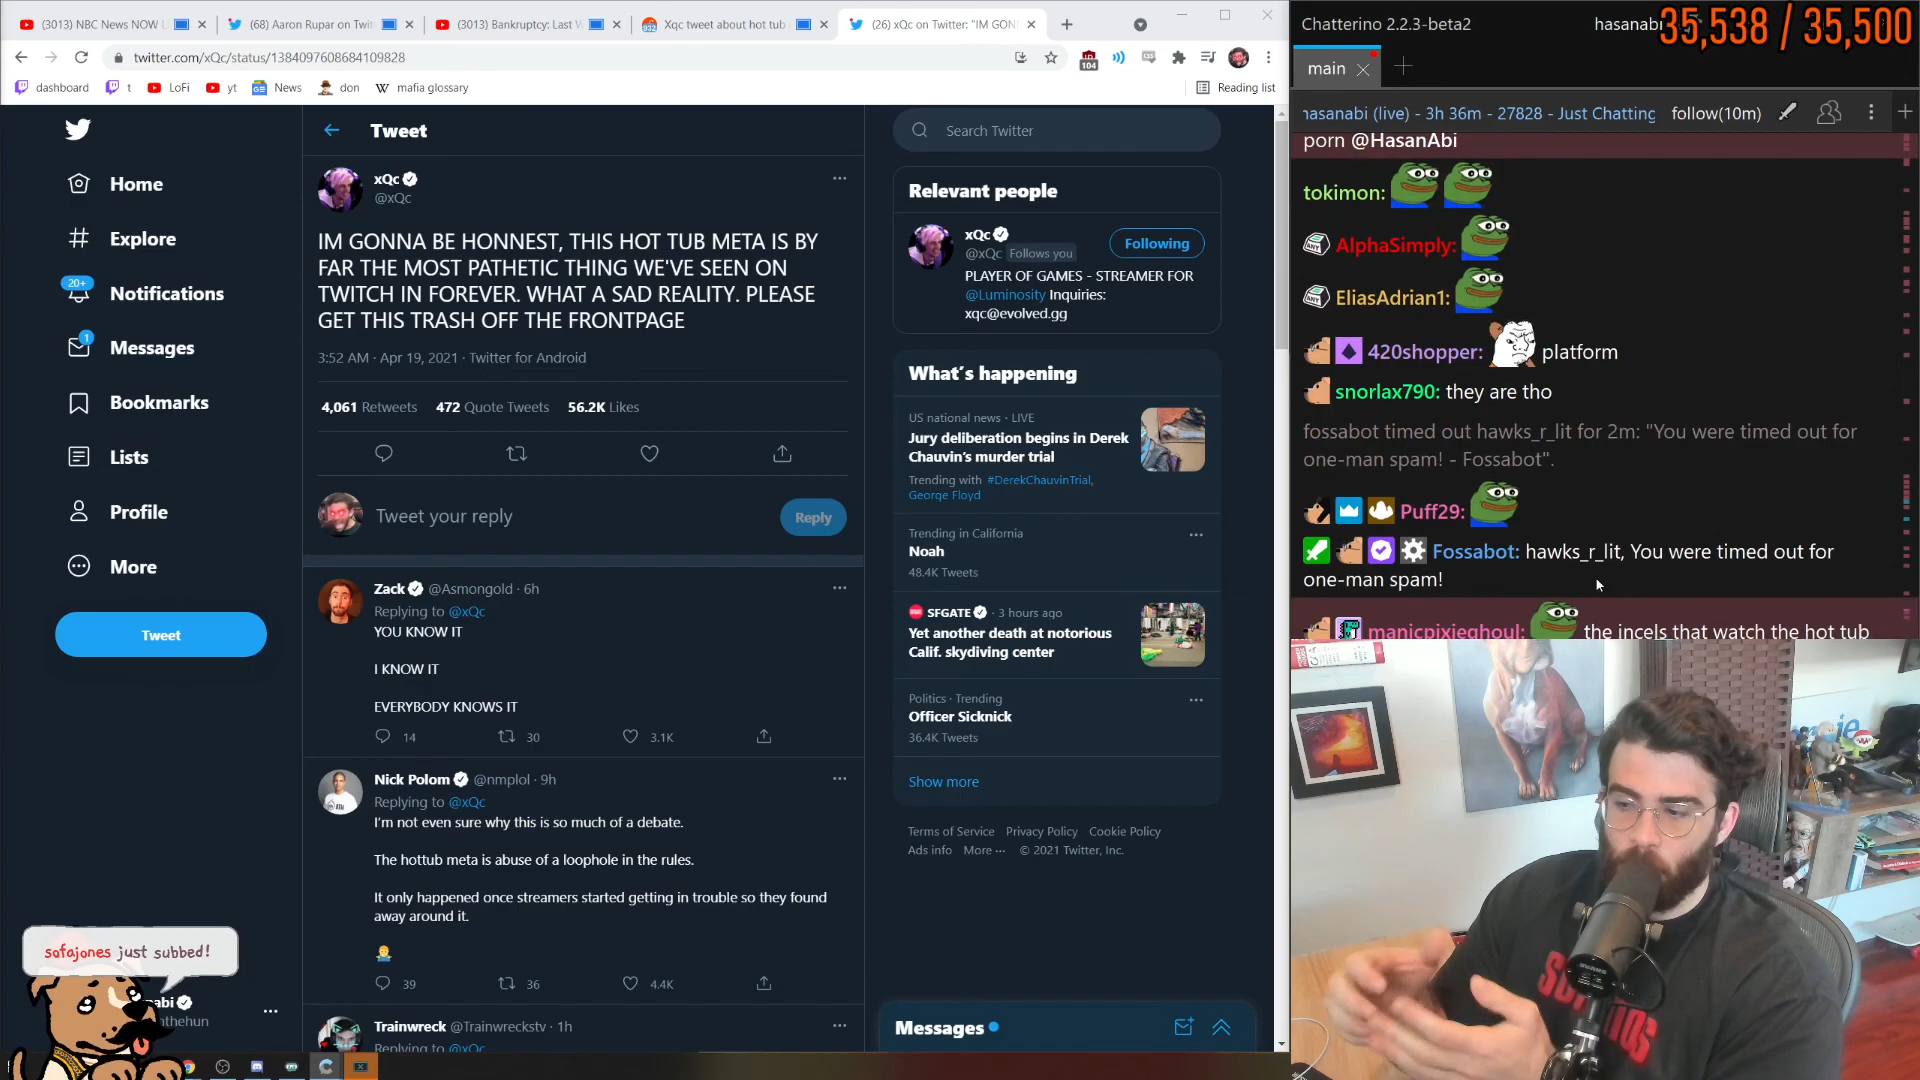 (3013) NBC News NOW L
(68) Aaron Rupar on Twit
(3013) Bankruptcy: Last W
Xqc tweet about hot tub
(26) xQc on Twitter: "IM GON
twitter.com/xQc/status/1384097608684109828
104
dashboard
t
LoFi
yt
News
don
mafia glossary
Reading list
Home
Explore
20+
Notifications
1
Messages
Bookmarks
Lists
Profile
More
Tweet
Tweet
xQc
@xQc
IM GONNA BE HONNEST, THIS HOT TUB META IS BY
FAR THE MOST PATHETIC THING WE'VE SEEN ON
TWITCH IN FOREVER. WHAT A SAD REALITY. PLEASE
GET THIS TRASH OFF THE FRONTPAGE
3:52 AM · Apr 19, 2021 · Twitter for Android
4,061 Retweets 472 Quote Tweets 56.2K Likes
Tweet your reply
Reply
Zack @Asmongold · 6h
Replying to @xQc
YOU KNOW IT
I KNOW IT
EVERYBODY KNOWS IT
14 30 3.1K
Nick Polom @nmplol · 9h
Replying to @xQc
I'm not even sure why this is so much of a debate.
The hottub meta is abuse of a loophole in the rules.
It only happened once streamers started getting in trouble so they found
away around it.
39 36 4.4K
Trainwreck @Trainwreckstv · 1h
Replying to @xQc
sofajones just subbed!
abi
nthehun
Search Twitter
Relevant people
xQc
@xQc Follows you
Following
PLAYER OF GAMES - STREAMER FOR
@Luminosity Inquiries:
xqc@evolved.gg
What's happening
US national news · LIVE
Jury deliberation begins in Derek
Chauvin's murder trial
Trending with #DerekChauvinTrial,
George Floyd
Trending in California
Noah
48.4K Tweets
SFGATE · 3 hours ago
Yet another death at notorious
Calif. skydiving center
Politics · Trending
Officer Sicknick
36.4K Tweets
Show more
Terms of Service Privacy Policy Cookie Policy
Ads info More ··· © 2021 Twitter, Inc.
Messages
Chatterino 2.2.3-beta2
hasanabi
35,538 / 35,500
main
hasanabi (live) - 3h 36m - 27828 - Just Chatting
follow(10m)
porn @HasanAbi
tokimon:
AlphaSimply:
EliasAdrian1:
420shopper: platform
snorlax790: they are tho
fossabot timed out hawks_r_lit for 2m: "You were timed out for
one-man spam! - Fossabot".
Puff29:
Fossabot: hawks_r_lit, You were timed out for
one-man spam!
manicpixieghoul: the incels that watch the hot tub